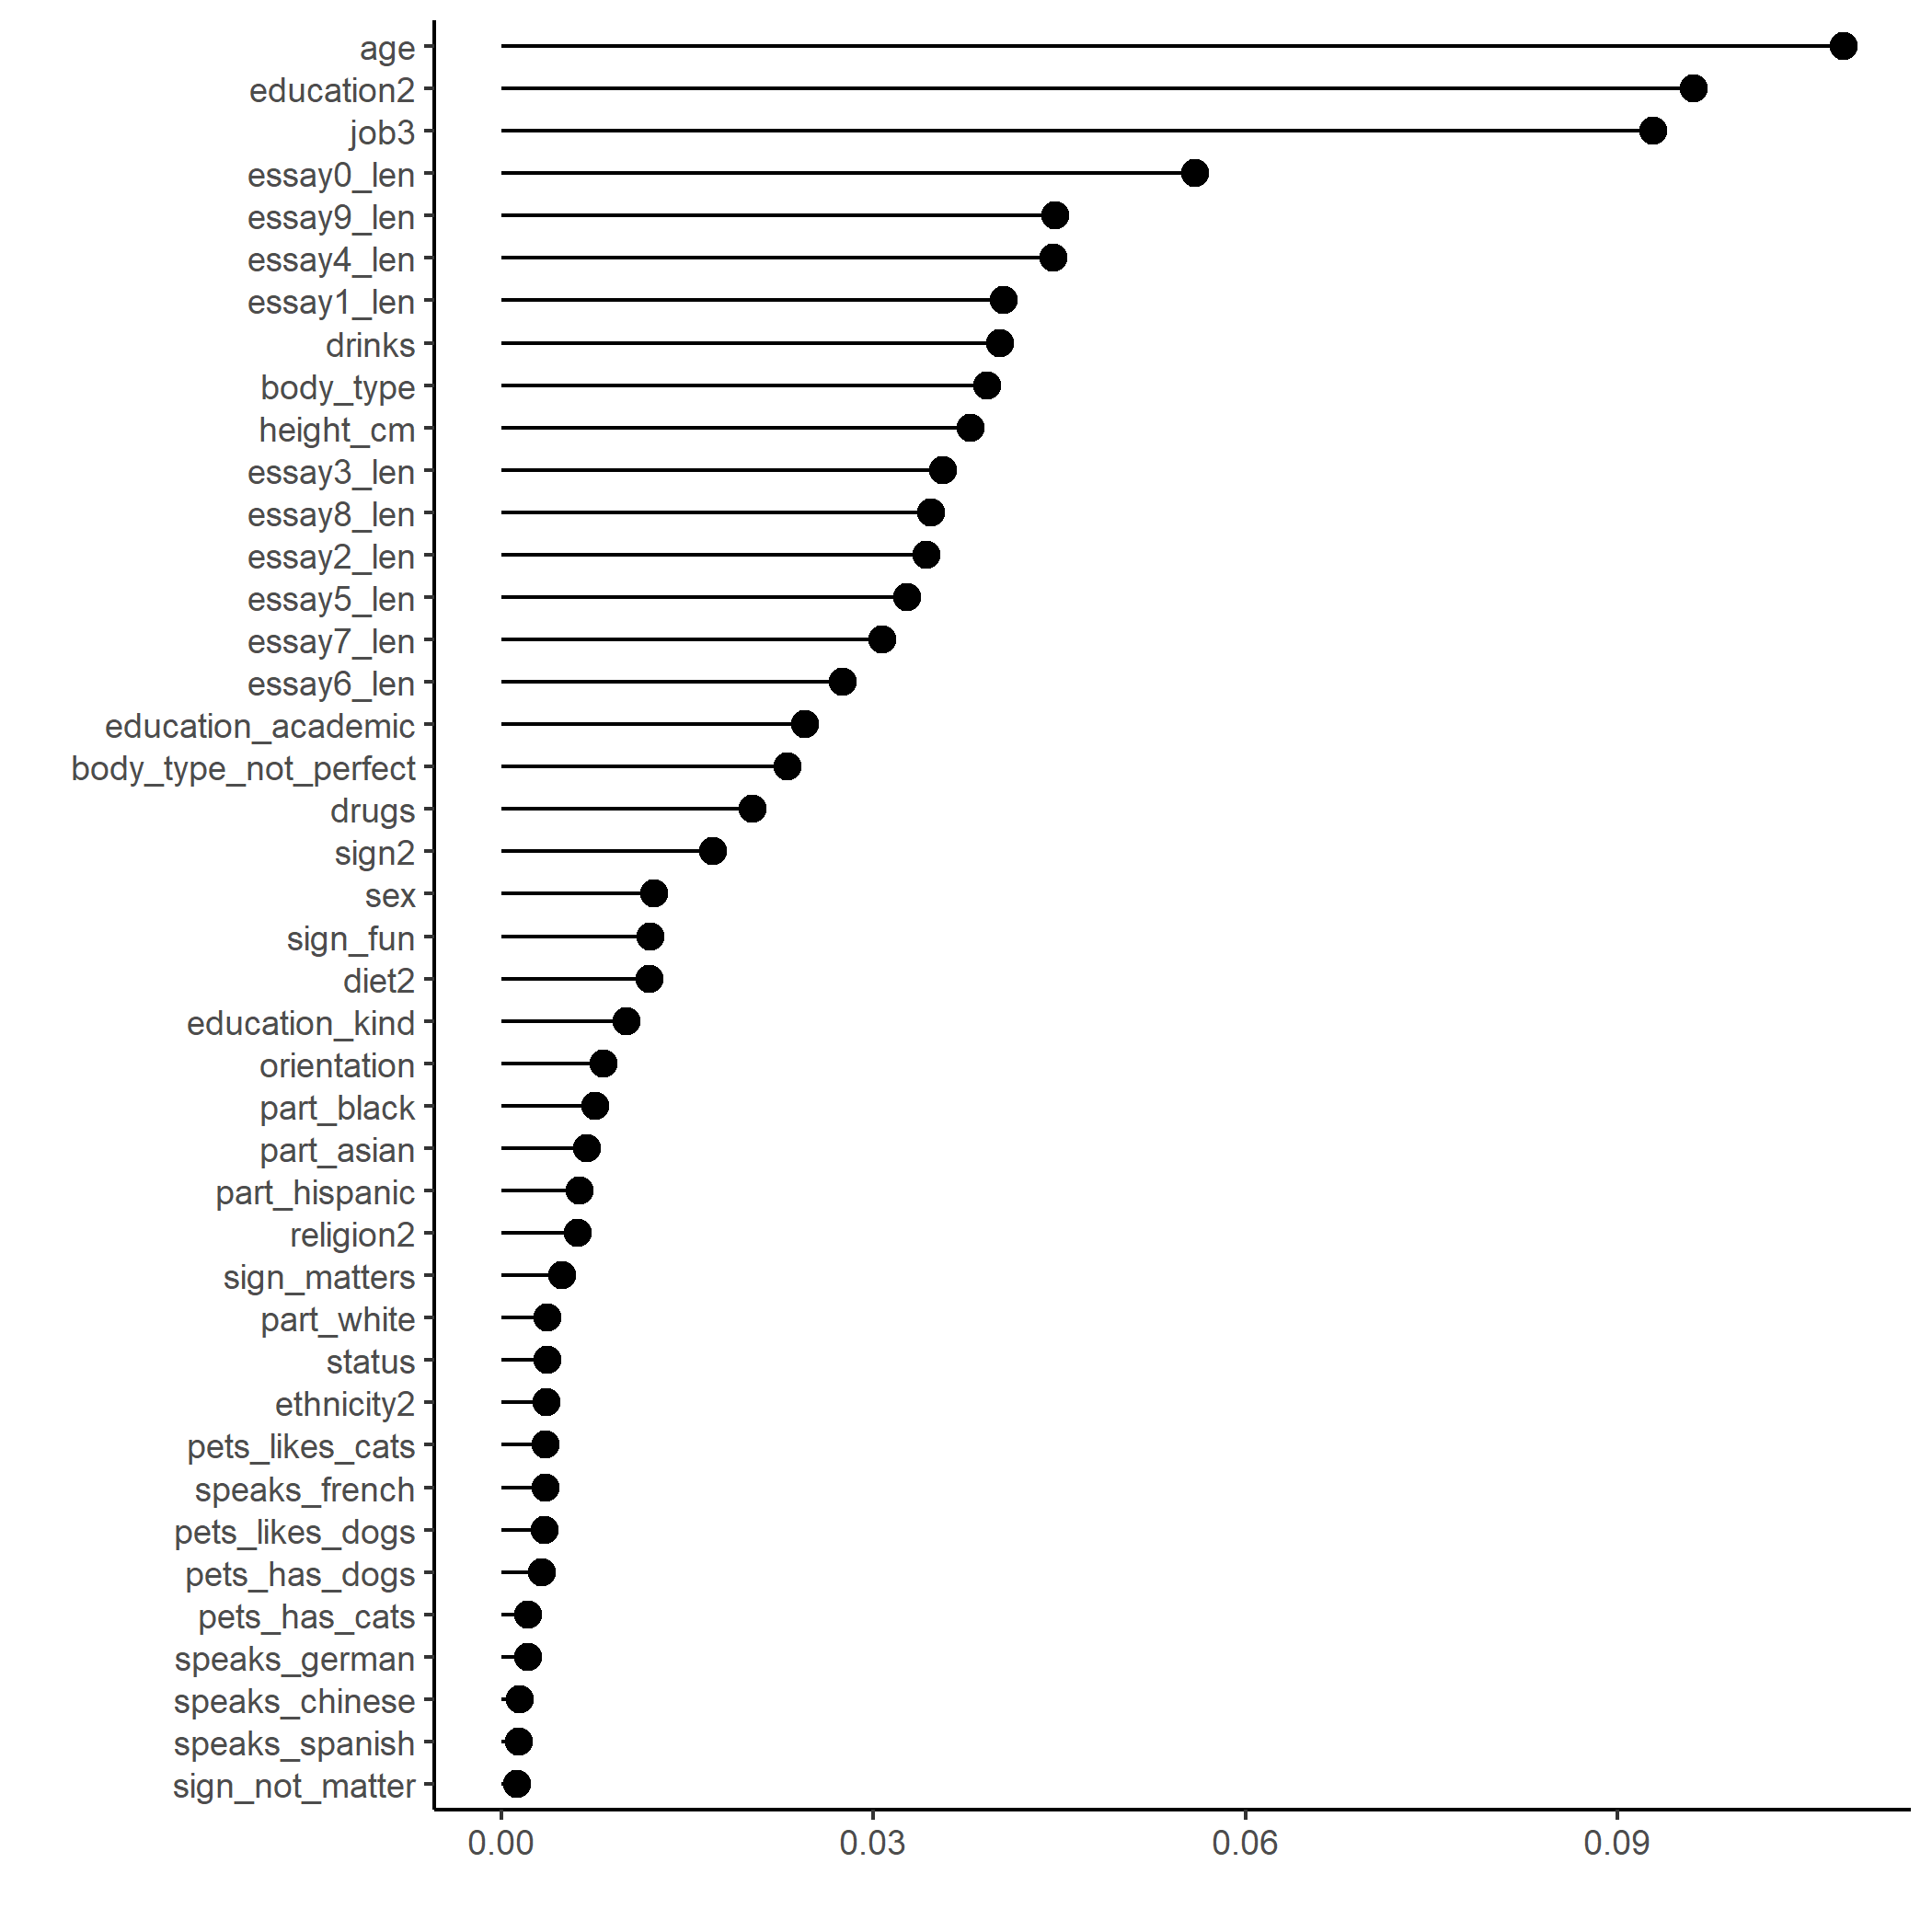 age
education2
job3
essay0_len
essay9_len
essay4_len
essay1_len
drinks
body_type
height_cm
essay3_len
essay8_len
essay2_len
essay5_len
essay7_len
essay6_len
education_academic
body_type_not_perfect
drugs
sign2
sex
sign_fun
diet2
education_kind
orientation
part_black
part_asian
part_hispanic
religion2
sign_matters
part_white
status
ethnicity2
pets_likes_cats
speaks_french
pets_likes_dogs
pets_has_dogs
pets_has_cats
speaks_german
speaks_chinese
speaks_spanish
sign_not_matter
0.00 0.03 0.06 0.09